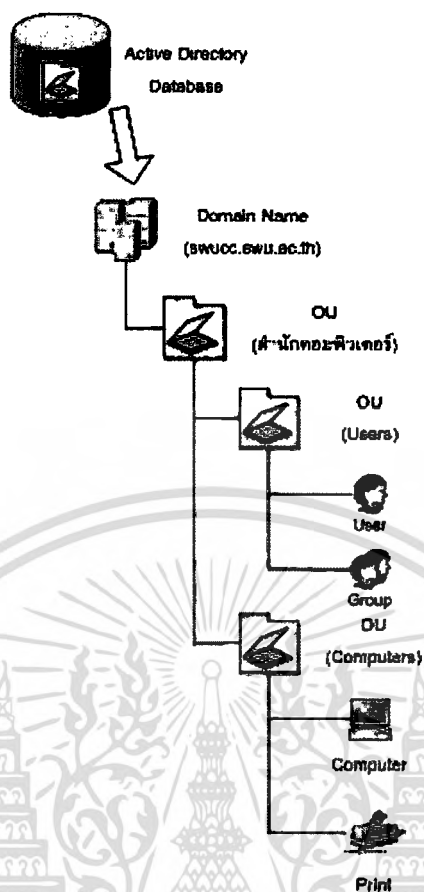 Active Directory
Database
Domain Name
(swucc.swu.ac.th)
OU
(สำนักคอมพิวเตอร์)
OU
(Users)
User
Group
OU
(Computers)
Computer
Print